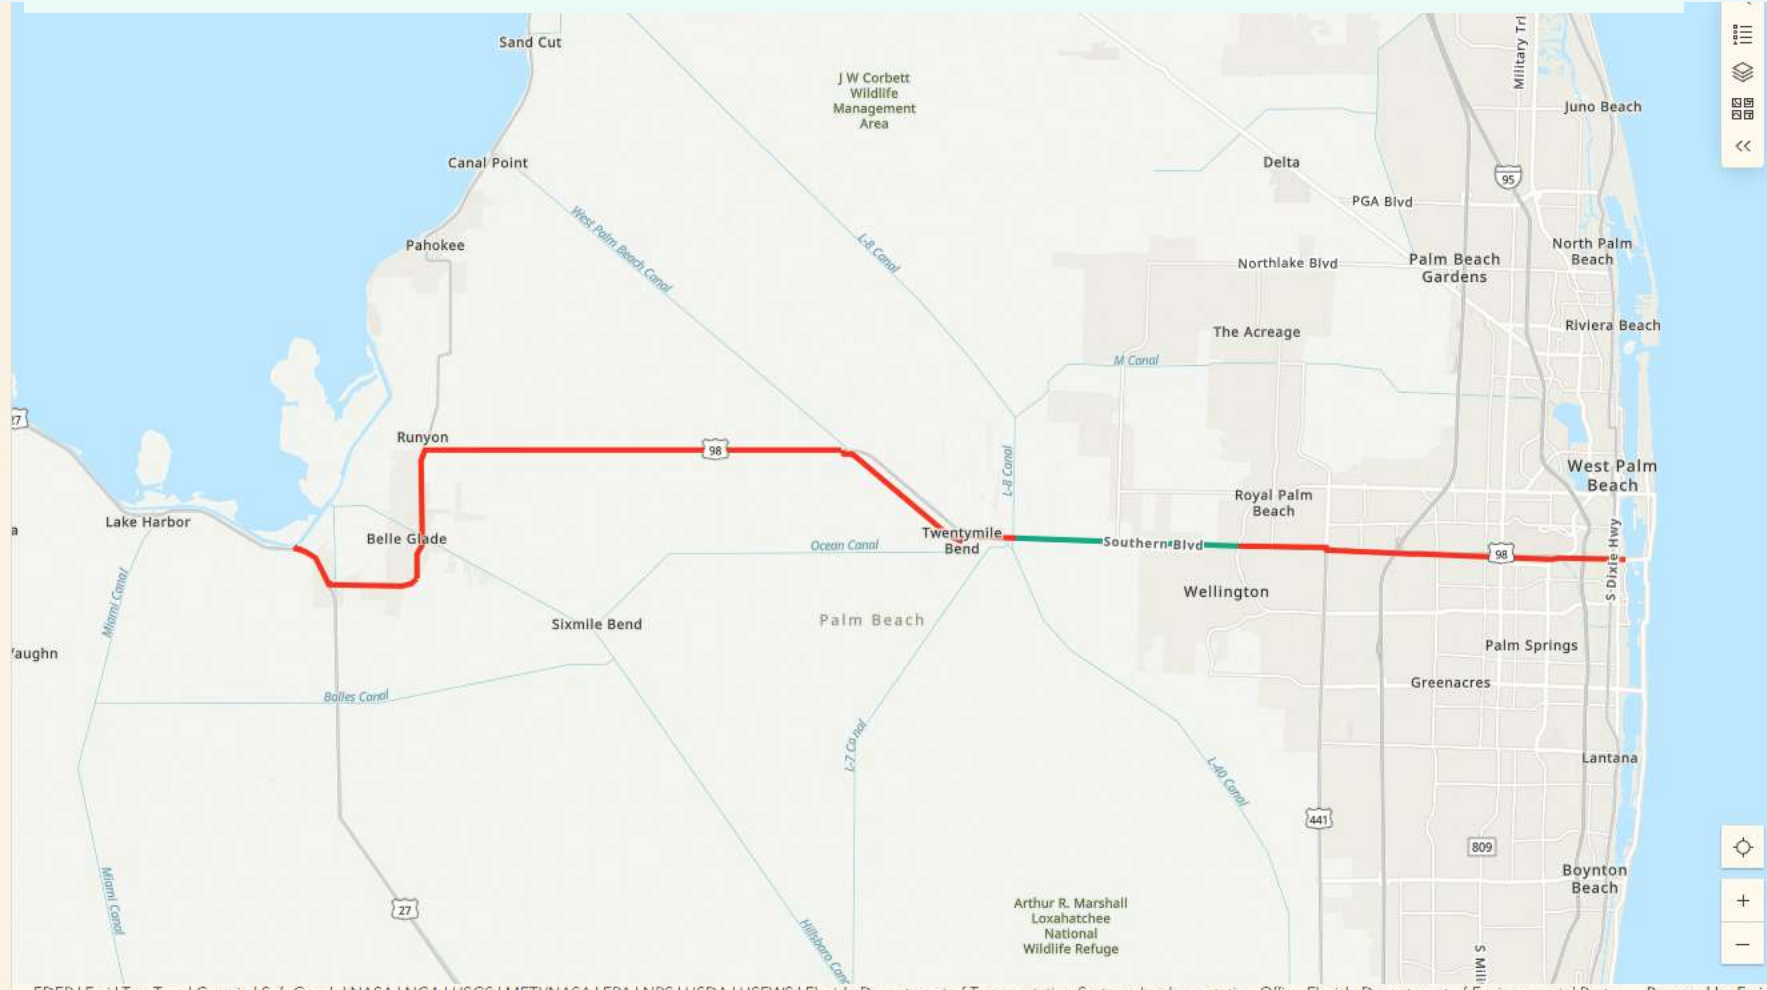 Sand Cut
J W Corbett
Wildlife
Management
Area
Military Trl
Juno Beach
Canal Point
Delta
95
PGA Blvd
West Palm Beach Canal
L-8 Canal
Pahokee
North Palm
Beach
Northlake Blvd
Palm Beach
Gardens
The Acreage
Riviera Beach
M Canal
27
Runyon
98
L-8 Canal
West Palm
Beach
Royal Palm
Beach
Lake Harbor
Belle Glade
Twentymile
Bend
Ocean Canal
Southern Blvd
98
S Dixie Hwy
Miami Canal
Wellington
Sixmile Bend
Palm Beach
Palm Springs
Greenacres
Bolles Canal
L-7 Canal
L-40 Canal
Lantana
441
809
Boynton
Beach
Miami Canal
27
Hillsboro Cana
Arthur R. Marshall
Loxahatchee
National
Wildlife Refuge
S Mil